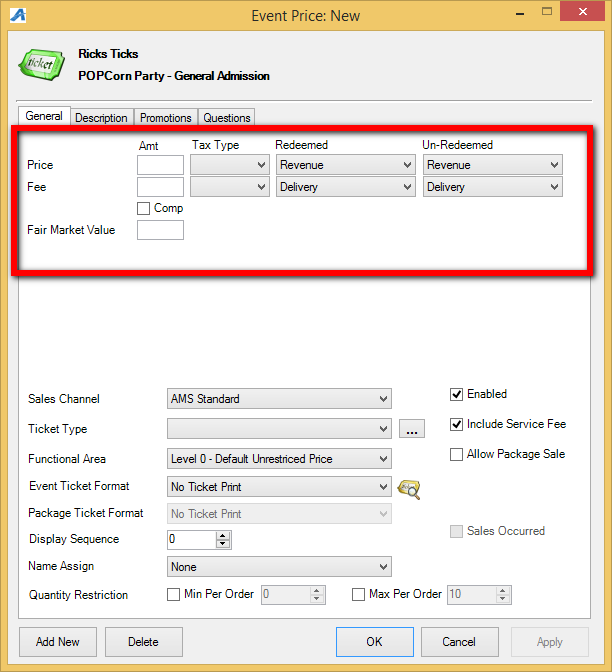 Event Price: New
ticket
Ricks Ticks
POPCorn Party - General Admission
General Description Promotions Questions
Amt Tax Type Redeemed Un-Redeemed
Price Revenue Revenue
Fee Delivery Delivery
Comp
Fair Market Value
Sales Channel AMS Standard Enabled
Ticket Type ... Include Service Fee
Functional Area Level 0 - Default Unrestriced Price Allow Package Sale
Event Ticket Format No Ticket Print
Package Ticket Format No Ticket Print
Display Sequence 0 Sales Occurred
Name Assign None
Quantity Restriction Min Per Order 0 Max Per Order 10
Add New Delete OK Cancel Apply